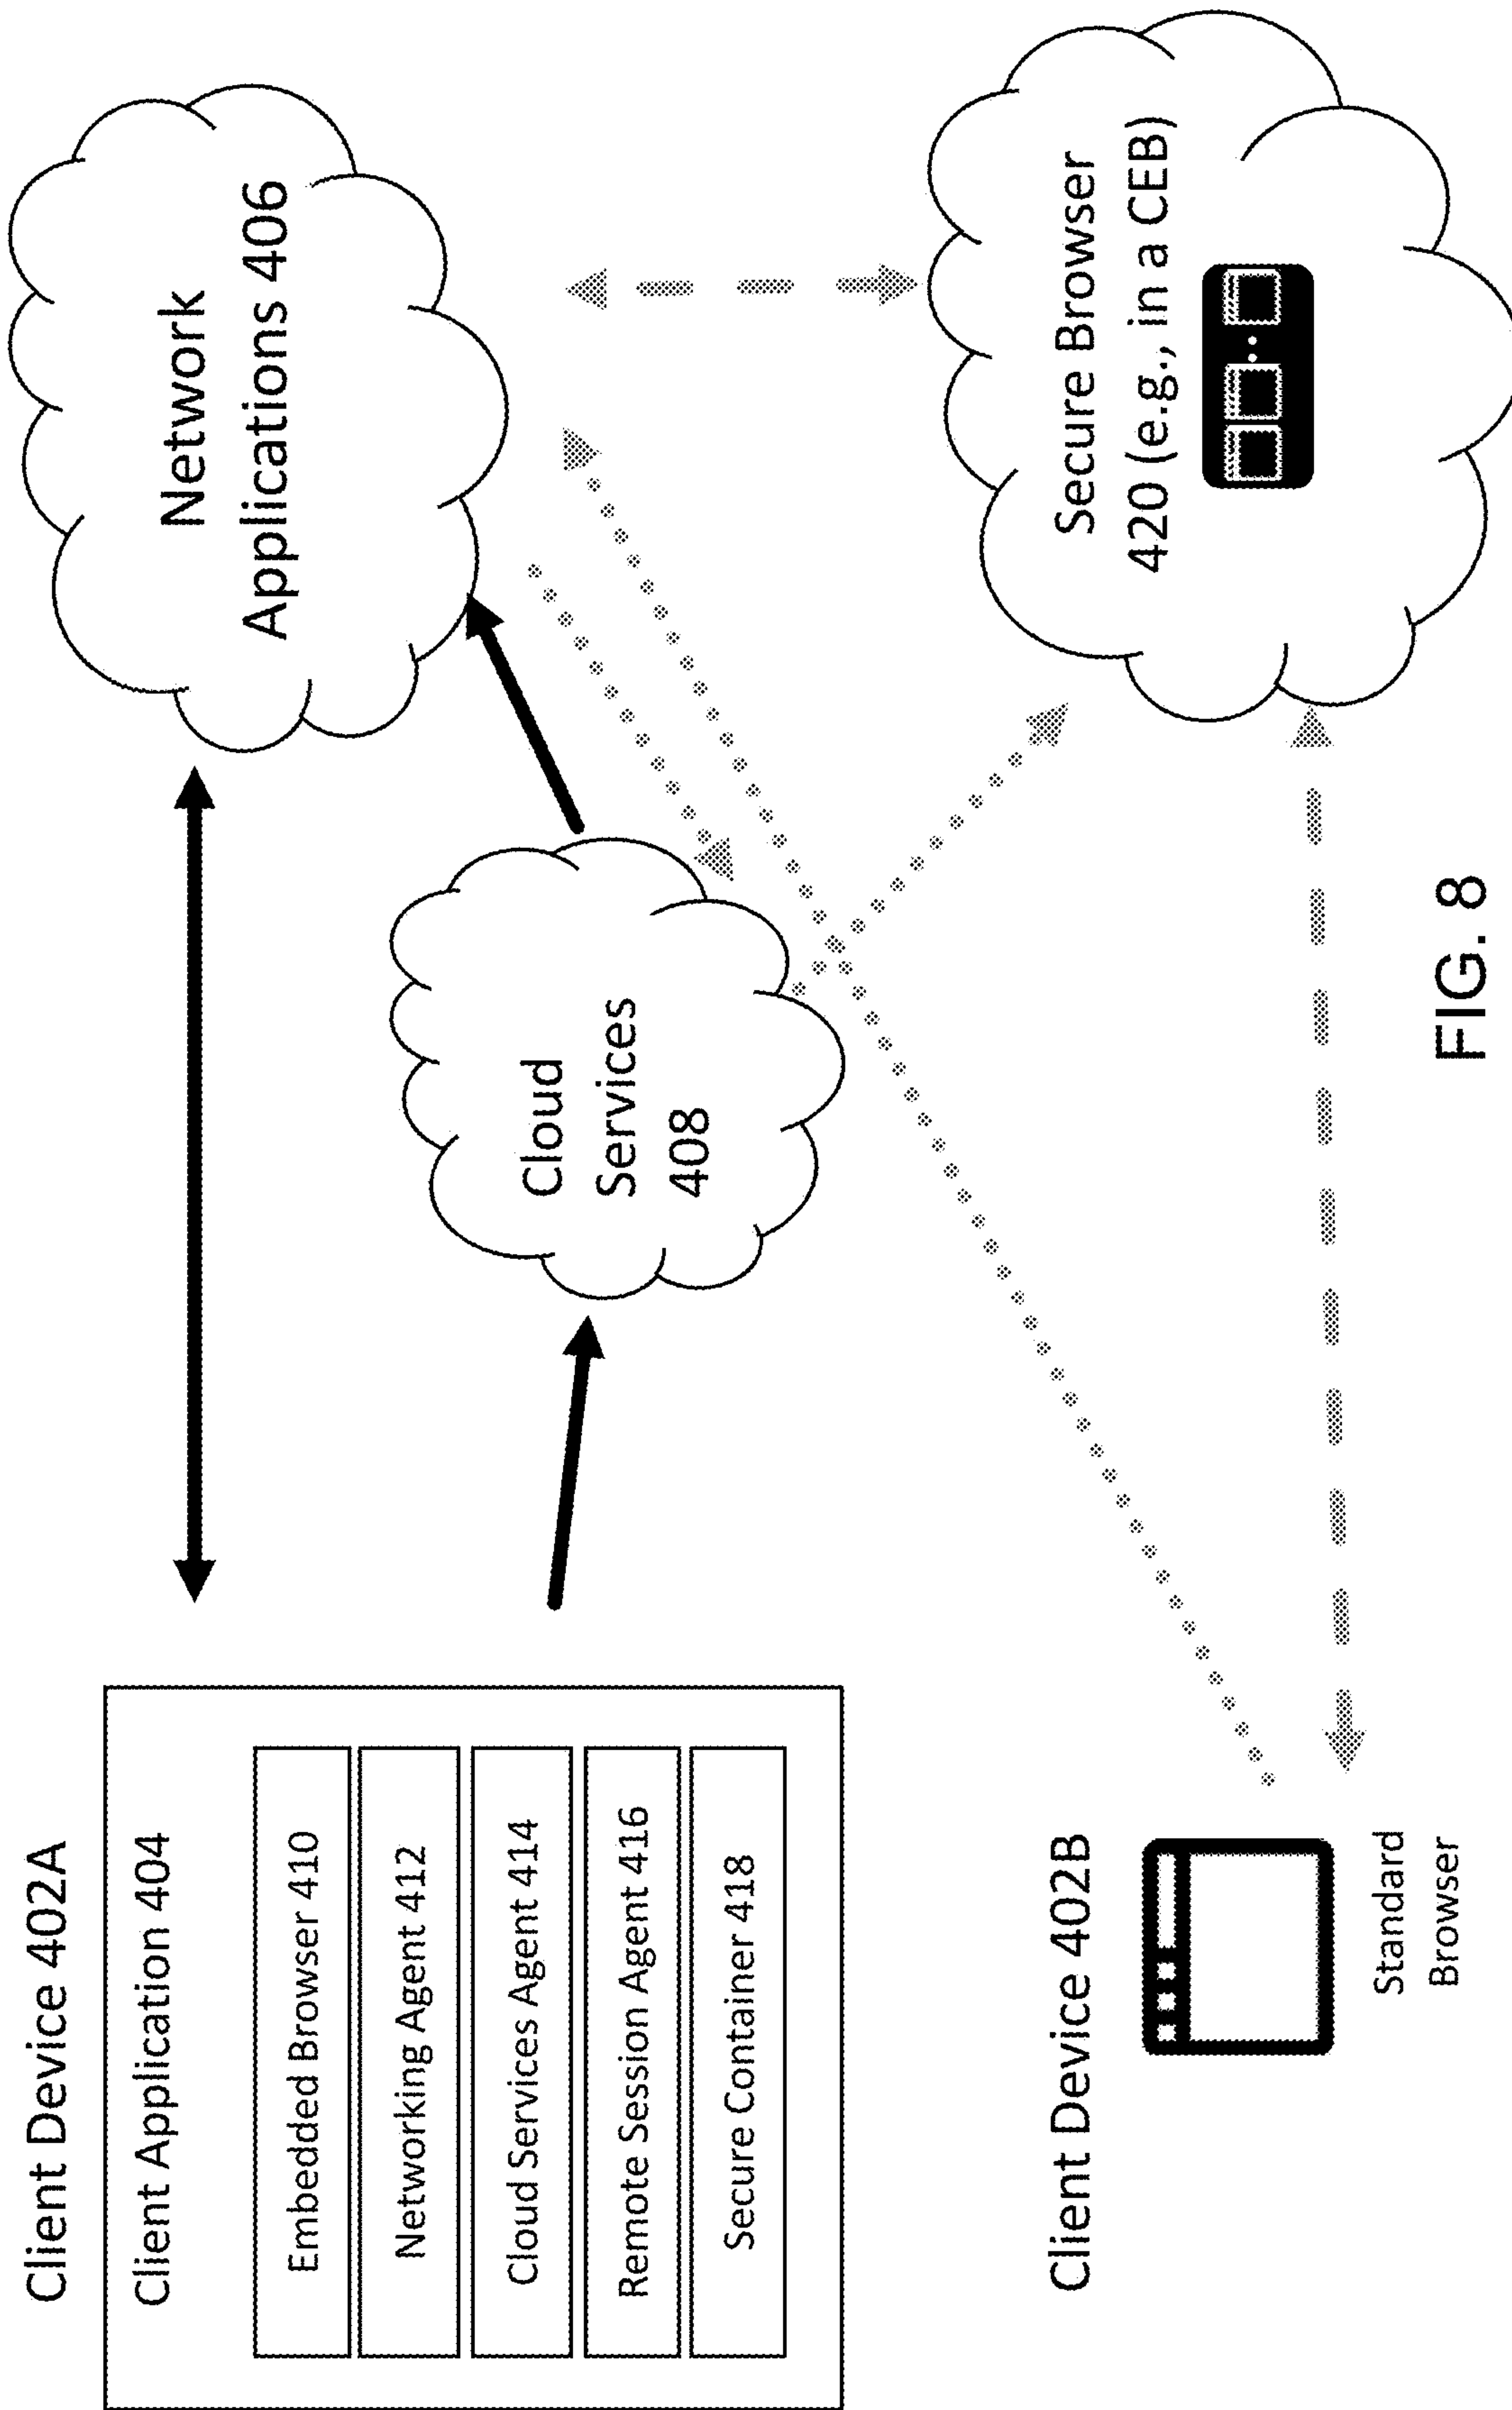 Client Device 402A
Client Application 404
Embedded Browser 410
Networking Agent 412
Cloud Services Agent 414
Remote Session Agent 416
Secure Container 418
Network
Applications 406
Cloud
Services
408
Client Device 402B
Standard
Browser
Secure Browser
420 (e.g., in a CEB)
FIG. 8